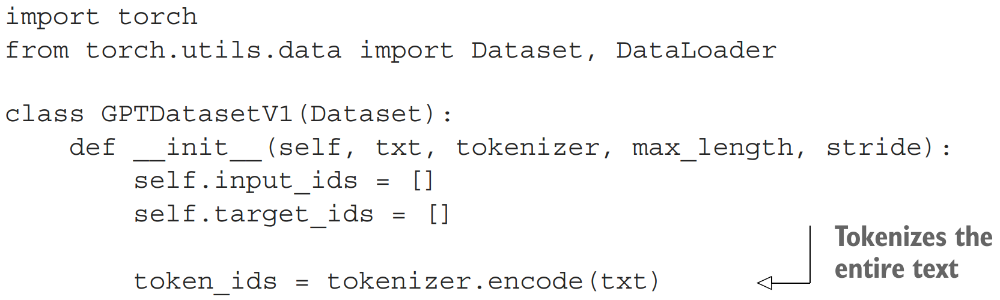 import torch
from torch.utils.data import Dataset, DataLoader
class GPTDatasetV1(Dataset):
    def __init__(self, txt, tokenizer, max_length, stride):
        self.input_ids = []
        self.target_ids = []
        token_ids = tokenizer.encode(txt)
Tokenizes the
entire text